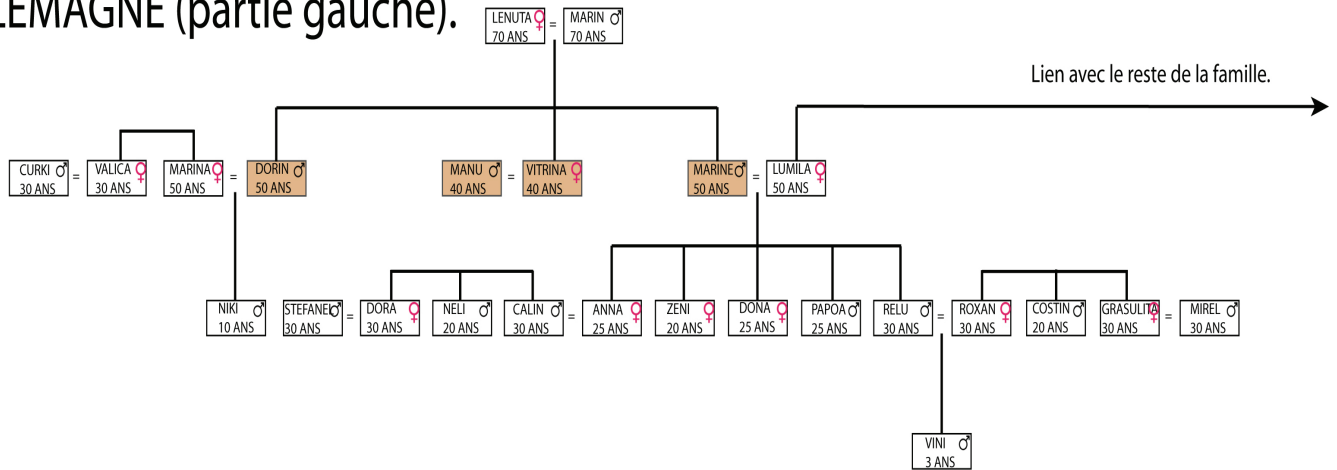 LEMAGNE (partie gauche).
LENUTA ♀ = MARIN ♂
70 ANS 70 ANS
Lien avec le reste de la famille.
CURKI ♂ = VALICA ♀ MARINA ♀ = DORIN ♂ MANU ♂ = VITRINA ♀ MARINE ♂ = LUMILA ♀
30 ANS 30 ANS 50 ANS 50 ANS 40 ANS 40 ANS 50 ANS 50 ANS
NIKI ♂ STEFANEL ♂ = DORA ♀ NELI ♂ CALIN ♂ = ANNA ♀ ZENI ♀ DONA ♀ PAPOA ♂ RELU ♂ = ROXAN ♀ COSTIN ♂ GRASULITA ♀ = MIREL ♂
10 ANS 30 ANS 30 ANS 20 ANS 30 ANS 25 ANS 20 ANS 25 ANS 25 ANS 30 ANS 30 ANS 20 ANS 30 ANS 30 ANS
VINI ♂
3 ANS